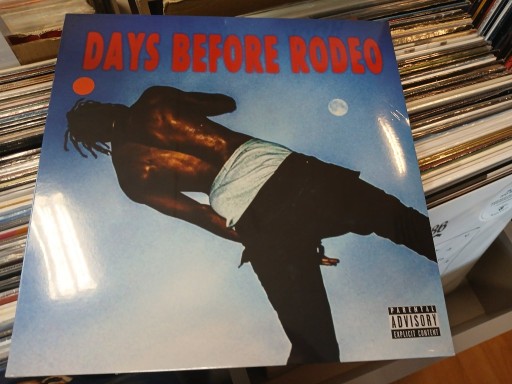 DAYS BEFORE RODEO
PARENTAL
ADVISORY
EXPLICIT CONTENT